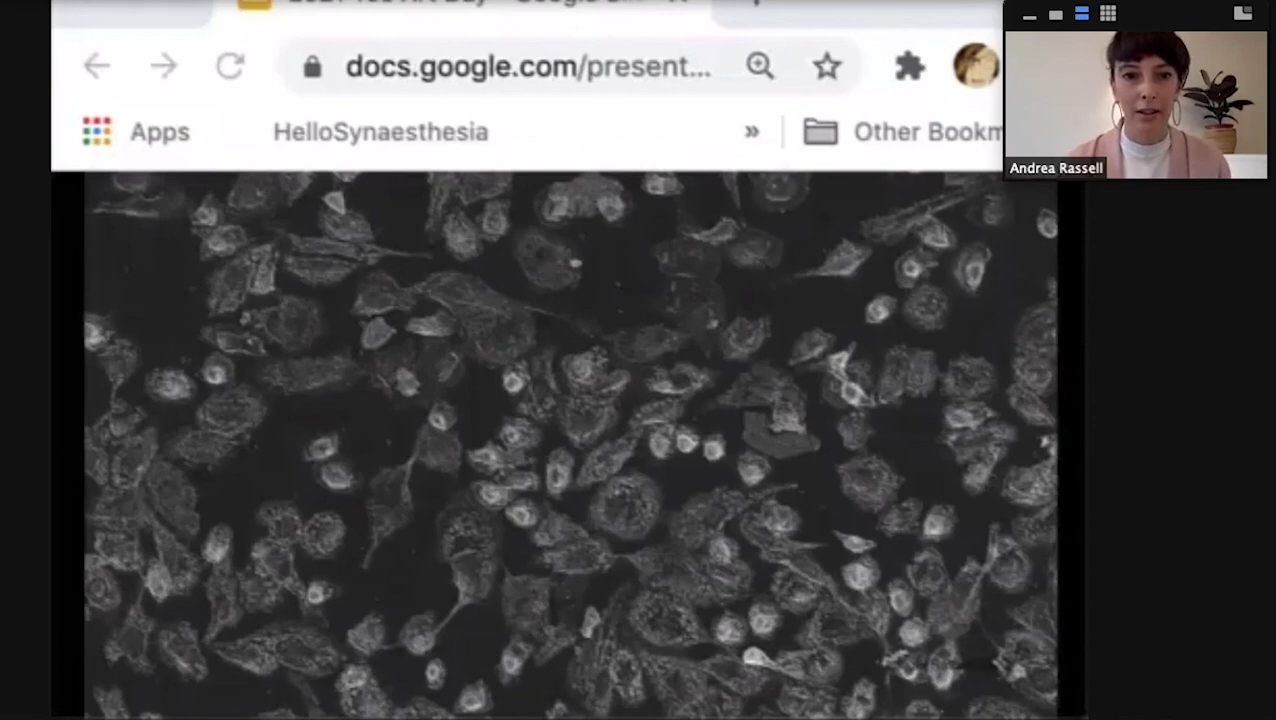 docs.google.com/present...
Apps
HelloSynaesthesia
»
Other Bookm
Andrea Rassell